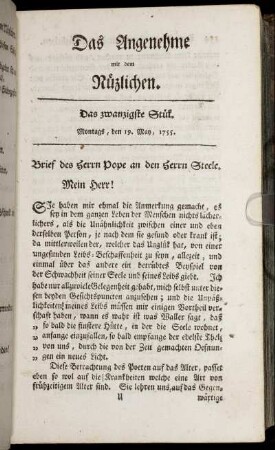 Das Angenehme
mit dem
Nüzlichen.
Das zwanzigste Stük.
Montags, den 19. May, 1755.
Brief des Herrn Pope an den Herrn Steele.
Mein Herr!
Sie haben mir ehmal die Anmerkung gemacht, es
sey in dem ganzen Leben der Menschen nichts lächer-
lichers, als die Unähnlichkeit zwischen einer und eben
derselben Person, je nach dem sie gesund oder krank ist;
da mittlerweilen der, welcher das Unglük hat, von einer
ungesunden Leibs-Beschaffenheit zu seyn, allezeit, und
einmal über das andere ein betrübtes Beyspiel von
der Schwachheit seiner Seele und seines Leibs giebt. Ich
habe nur allzuviele Gelegenheit gehabt, mich selbst unter die-
sen beyden Gesichtspuncten anzusehen; und die Unpäß-
lichkeiten meines Leibs müssen mir einigen Vortheil ver-
schaft haben, wann es wahr ist was Waller sagt, daß
„ so bald die finstere Hütte, in der die Seele wohnet,
„ anfange einzufallen, so bald empfange der edelste Theil
„ von uns, durch die von der Zeit gemachten Oefnun-
gen ein neues Licht.
Diese Betrachtung des Poeten auf das Alter, passet
eben so wol auf die Krankheiten welche eine Art von
frühzeitigem Alter sind. Sie lehren uns, auf das Gegen-
U
wärtige